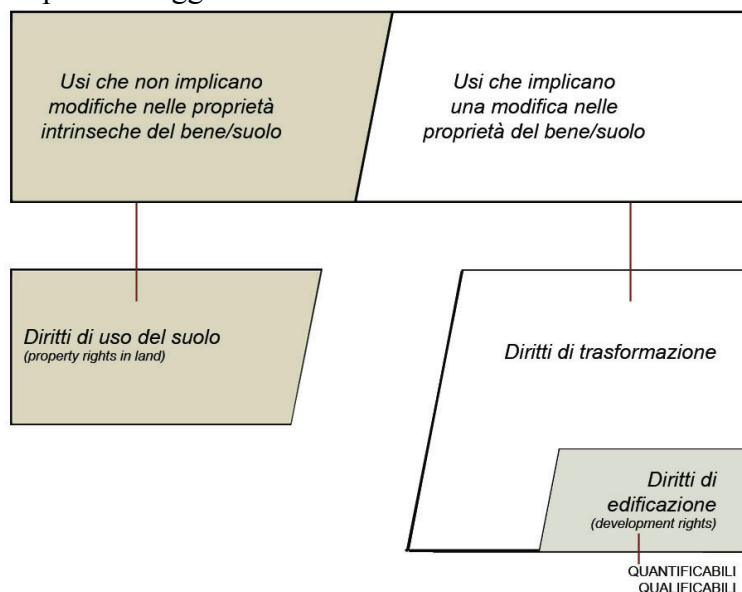 Usi che non implicano
modifiche nelle proprietà
intrinseche del bene/suolo
Usi che implicano
una modifica nelle
proprietà del bene/suolo
Diritti di uso del suolo
(property rights in land)
Diritti di trasformazione
Diritti di
edificazione
(development rights)
QUANTIFICABILI
QUALIFICABILI